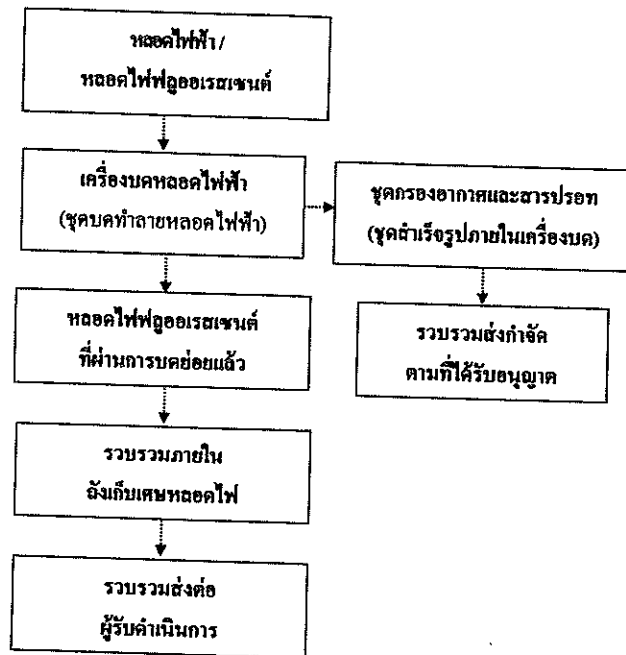 หลอดไฟฟ้า/
หลอดไฟฟลูออเรสเซนต์
เครื่องบดหลอดไฟฟ้า
(ชุดบดทำลายหลอดไฟฟ้า)
ชุดกรองอากาศและสารปรอท
(ชุดสำเร็จรูปภายในเครื่องบด)
หลอดไฟฟลูออเรสเซนต์
ที่ผ่านการบดย่อยแล้ว
รวบรวมส่งกำจัด
ตามที่ได้รับอนุญาต
รวบรวมภายใน
ถังเก็บเศษหลอดไฟ
รวบรวมส่งต่อ
ผู้รับดำเนินการ